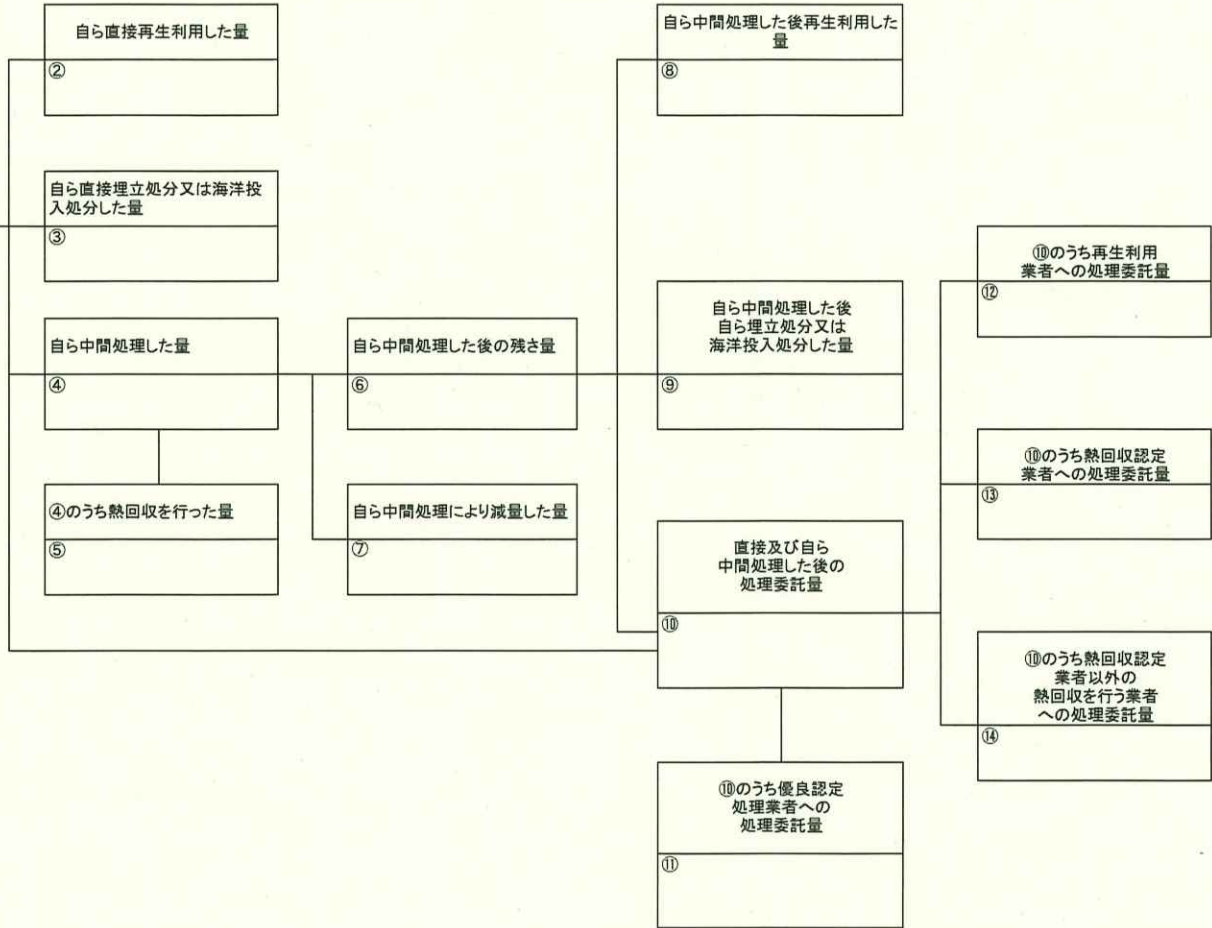 自ら直接再生利用した量
②
自ら直接埋立処分又は海洋投
入処分した量
③
自ら中間処理した量
④
④のうち熱回収を行った量
⑤
自ら中間処理した後の残さ量
⑥
自ら中間処理により減量した量
⑦
自ら中間処理した後再生利用した
量
⑧
自ら中間処理した後
自ら埋立処分又は
海洋投入処分した量
⑨
直接及び自ら
中間処理した後の
処理委託量
⑩
⑩のうち優良認定
処理業者への
処理委託量
⑪
⑩のうち再生利用
業者への処理委託量
⑫
⑩のうち熱回収認定
業者への処理委託量
⑬
⑩のうち熱回収認定
業者以外の
熱回収を行う業者
への処理委託量
⑭